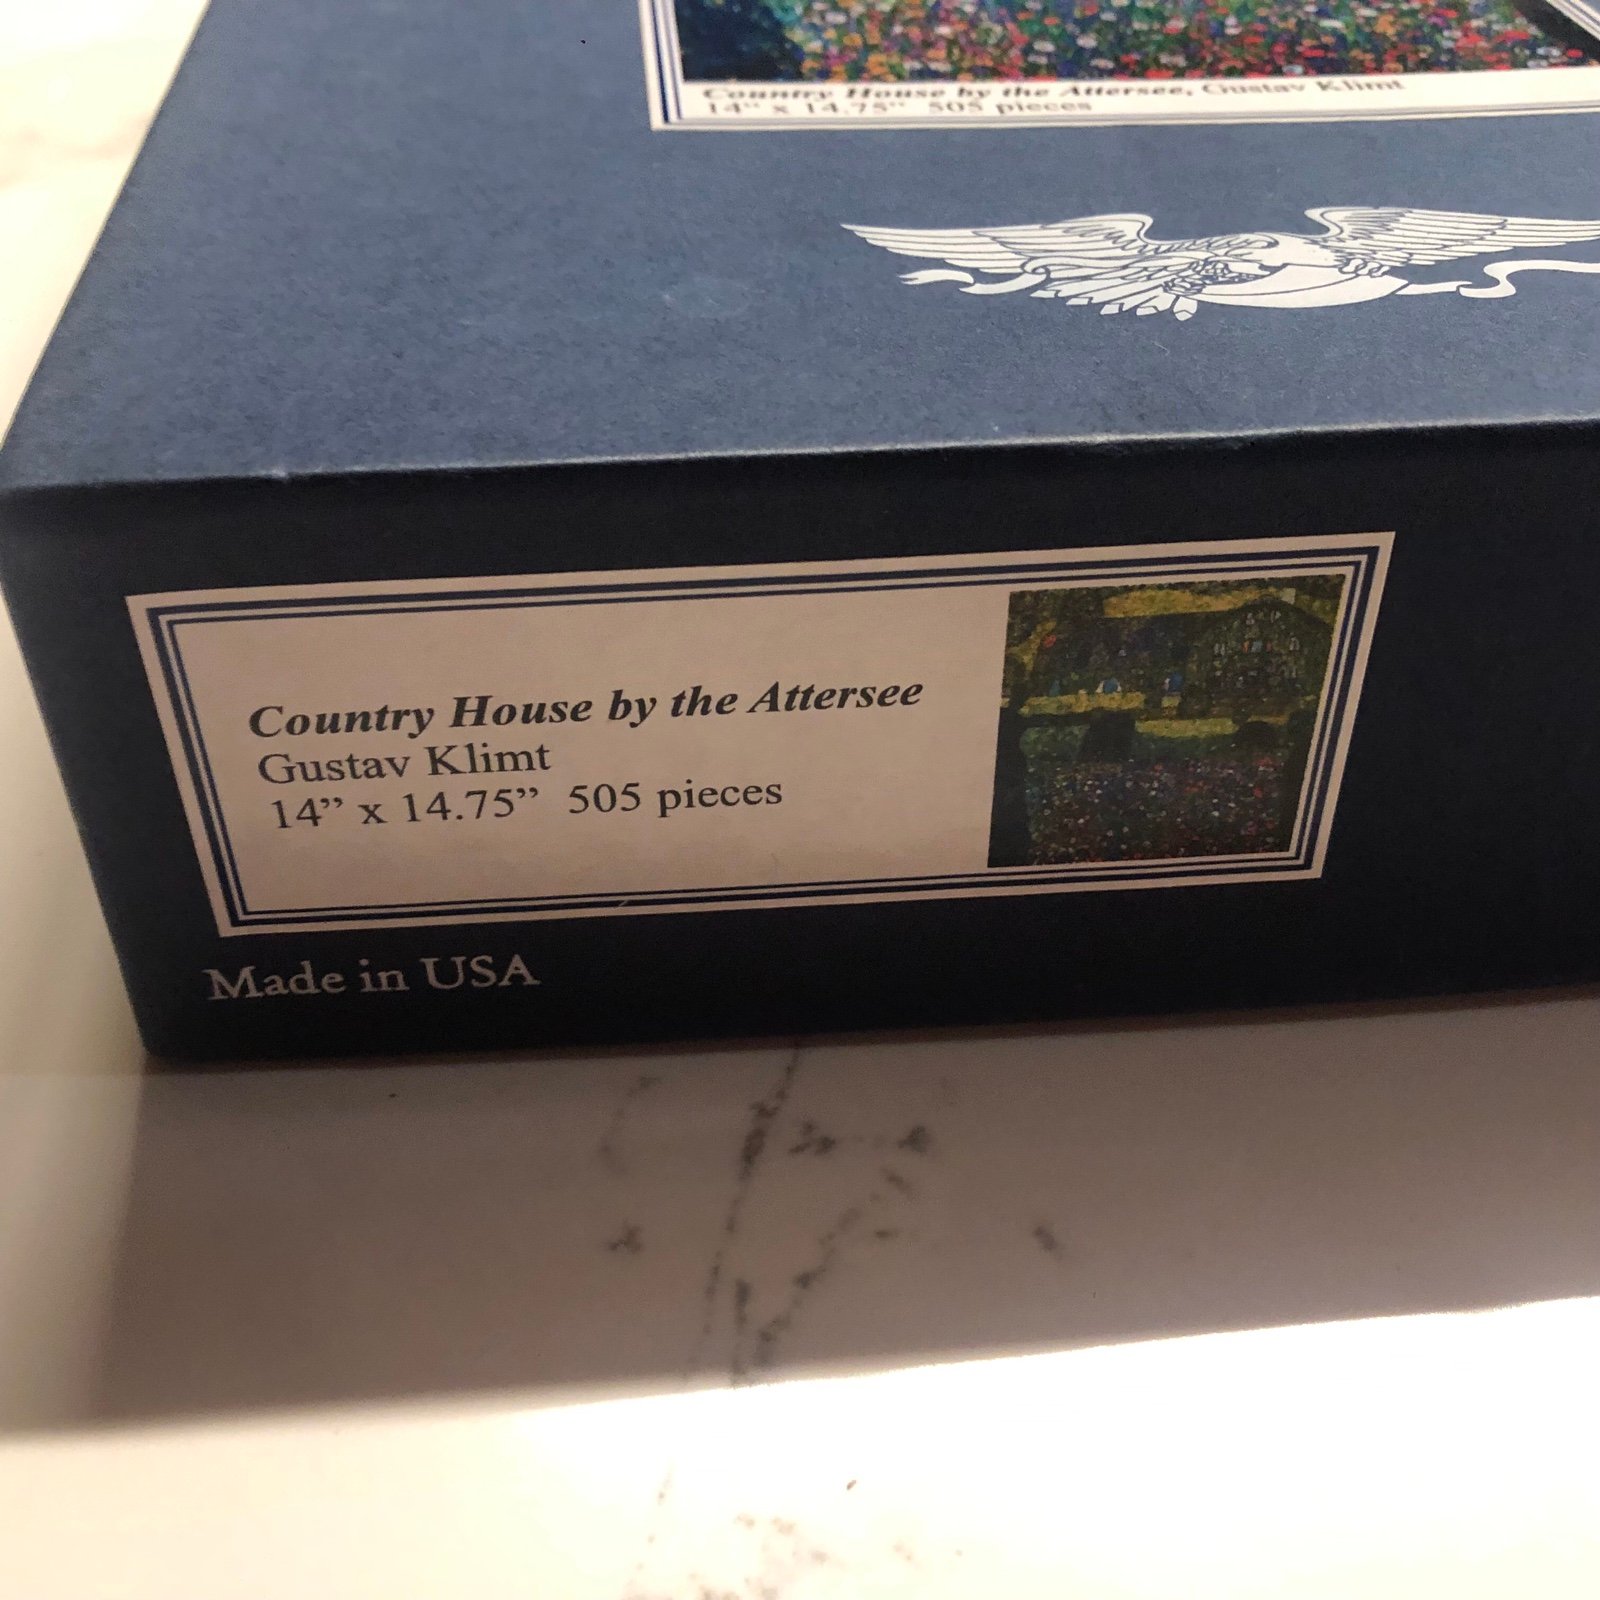 Country House by the Attersee, Gustav Klimt
14" x 14.75" 505 pieces
Country House by the Attersee
Gustav Klimt
14” x 14.75” 505 pieces
Made in USA